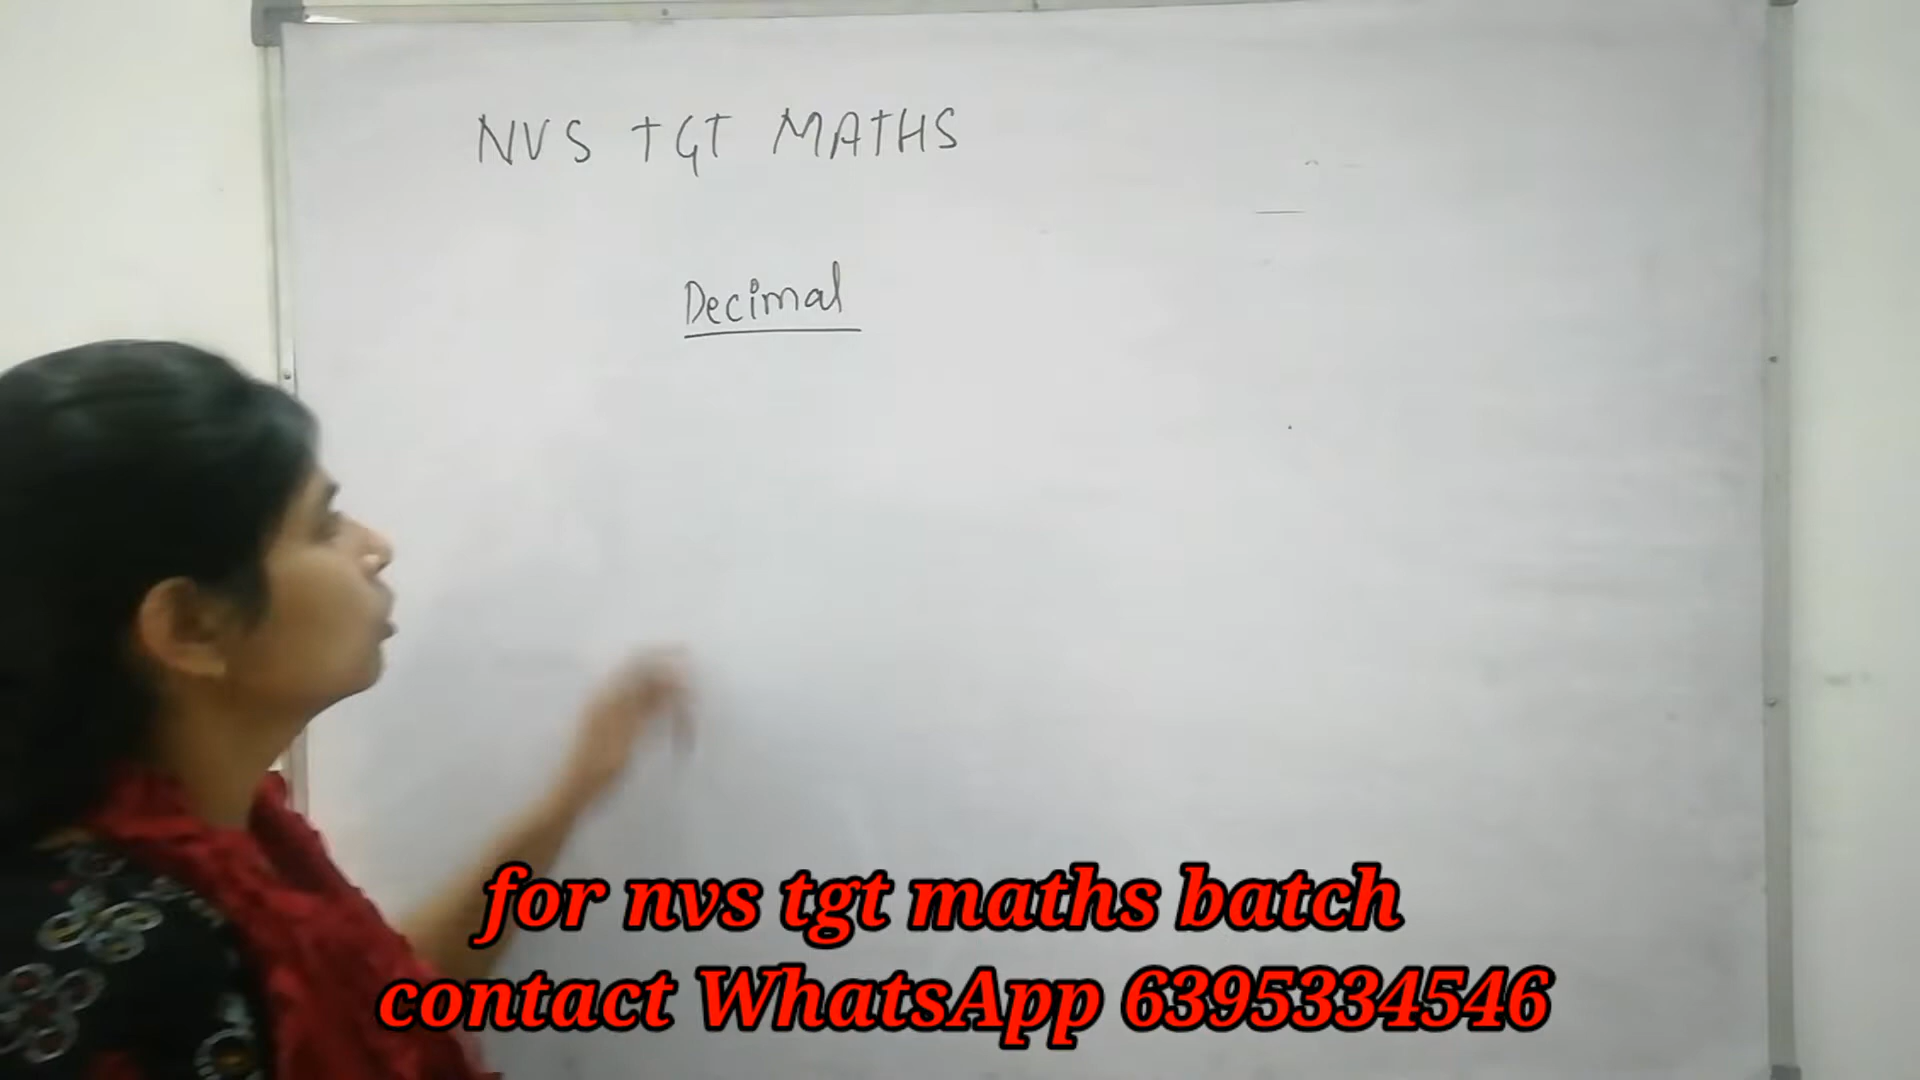 NVS TGT MATHS
Decimal
for nvs tgt maths batch
contact WhatsApp 6395334546